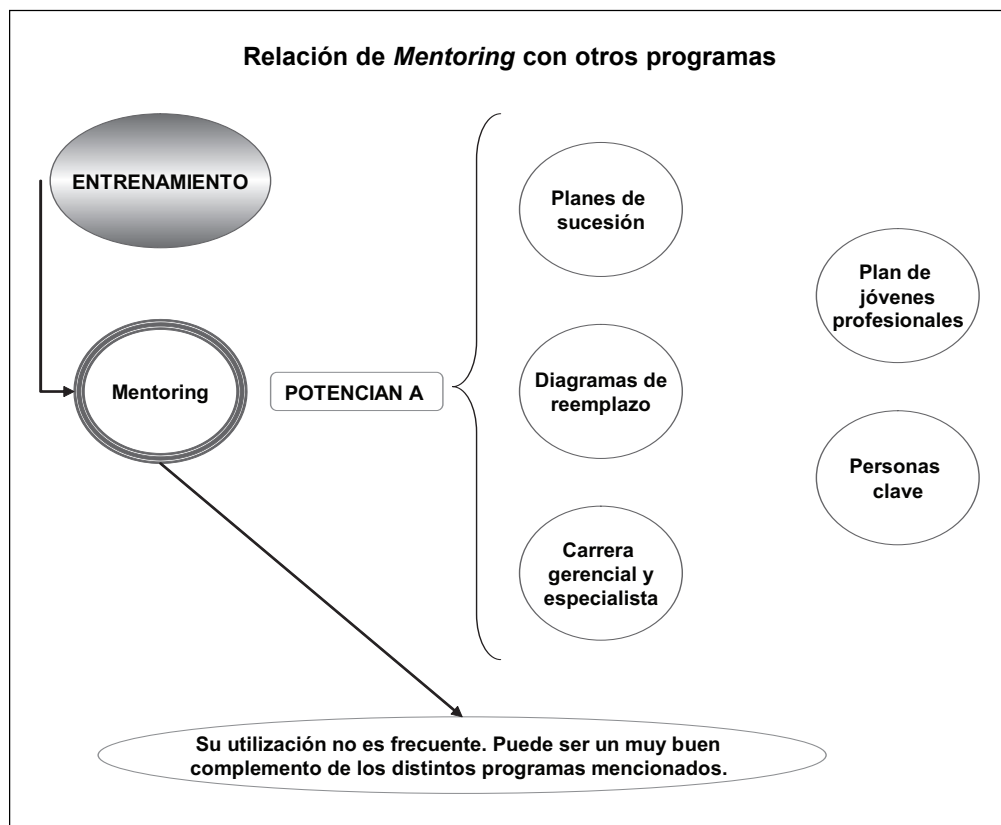 Relación de Mentoring con otros programas
ENTRENAMIENTO
Mentoring
POTENCIAN A
Planes de
sucesión
Diagramas de
reemplazo
Carrera
gerencial y
especialista
Plan de
jóvenes
profesionales
Personas
clave
Su utilización no es frecuente. Puede ser un muy buen
complemento de los distintos programas mencionados.